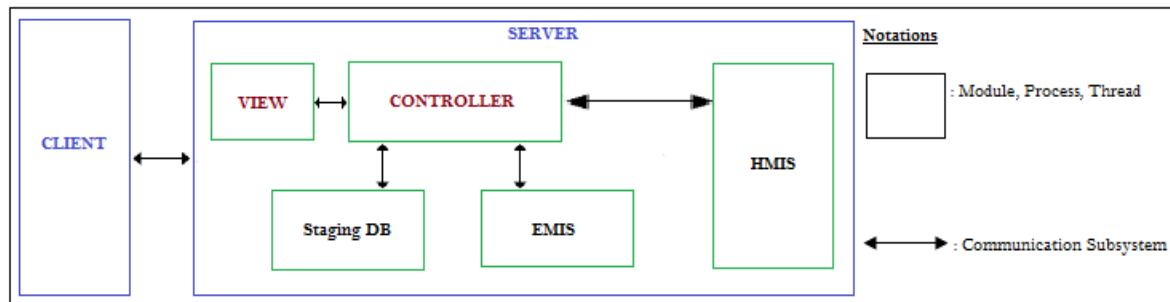 SERVER
Notations
VIEW
CONTROLLER
: Module, Process, Thread
CLIENT
HMIS
Staging DB
EMIS
: Communication Subsystem